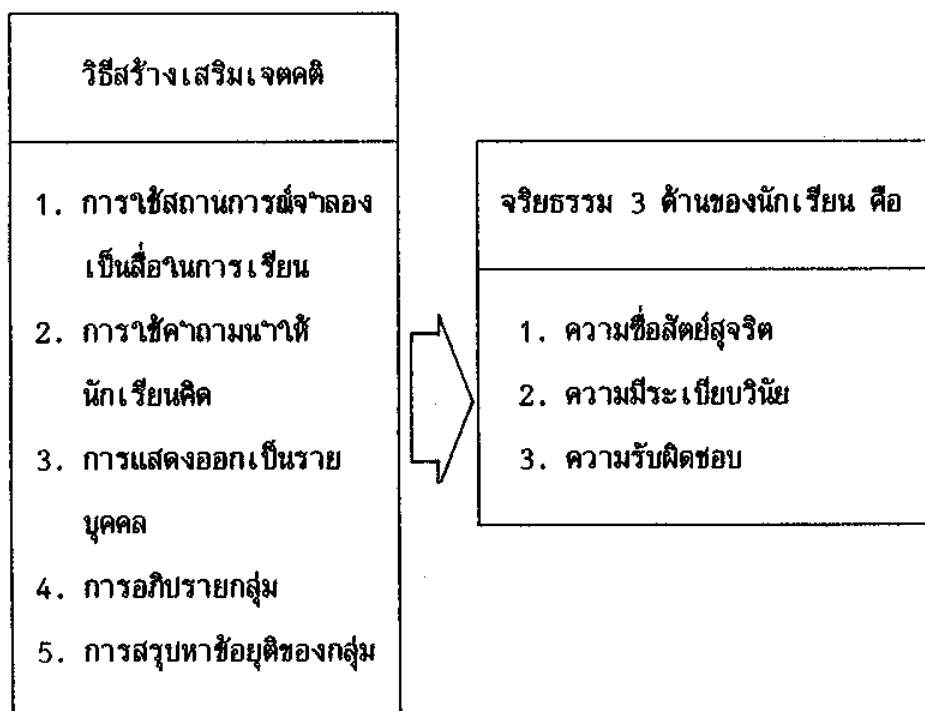 วิธีสร้างเสริมเจตคติ
1. การใช้สถานการณ์จำลอง
เป็นสื่อในการเรียน
2. การใช้คำถามนำให้
นักเรียนคิด
3. การแสดงออกเป็นราย
บุคคล
4. การอภิปรายกลุ่ม
5. การสรุปหาข้อยุติของกลุ่ม
จริยธรรม 3 ด้านของนักเรียน คือ
1. ความซื่อสัตย์สุจริต
2. ความมีระเบียบวินัย
3. ความรับผิดชอบ